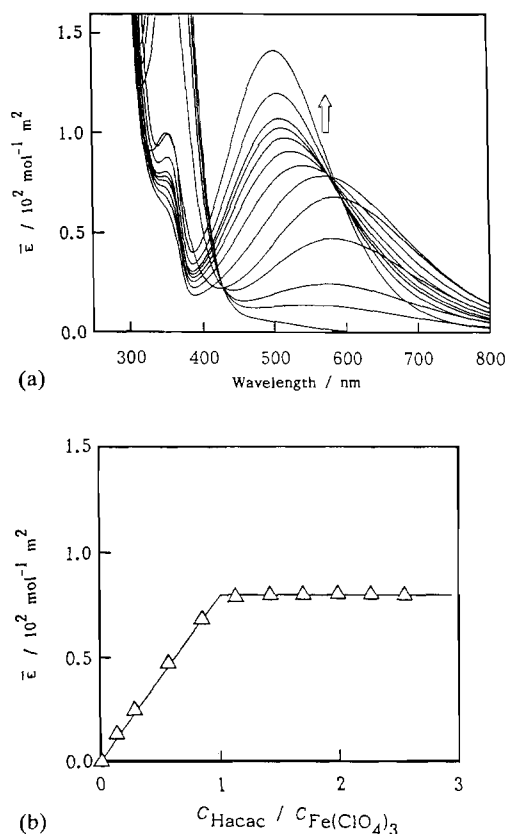 1.5
1.0
0.5
0.0
ε̅ / 10² mol⁻¹ m²
300 400 500 600 700 800
Wavelength / nm
(a)
1.5
1.0
0.5
0.0
ε̅ / 10² mol⁻¹ m²
0 1 2 3
C_Hacac / C_Fe(ClO₄)₃
(b)